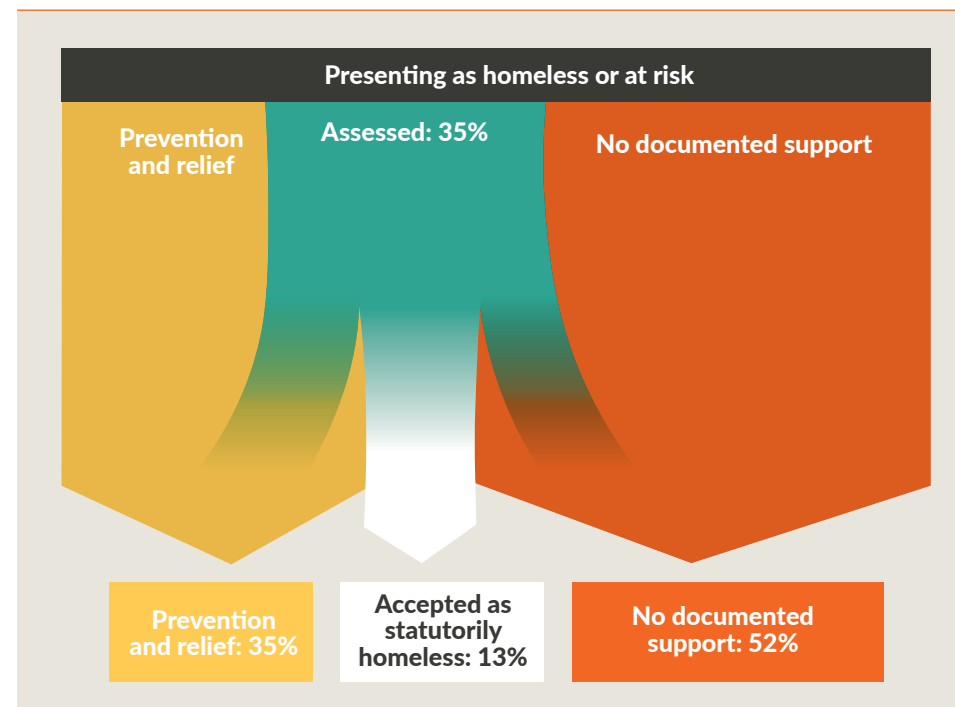 Presenting as homeless or at risk
Prevention
and relief
Assessed: 35%
No documented support
Prevention
and relief: 35%
Accepted as
statutorily
homeless: 13%
No documented
support: 52%